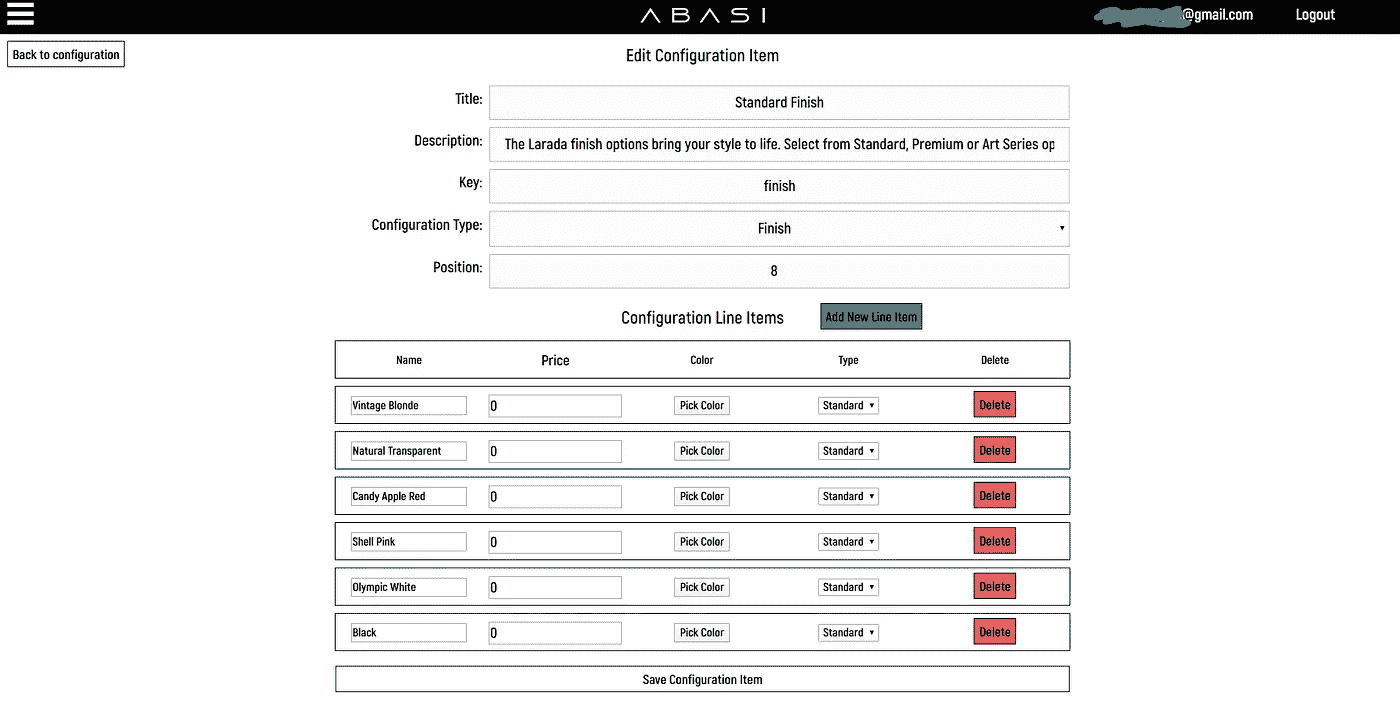 ABASI
@gmail.com
Logout
Back to configuration
Edit Configuration Item
Title: Standard Finish
Description: The Larada finish options bring your style to life. Select from Standard, Premium or Art Series op
Key: finish
Configuration Type: Finish
Position: 8
Configuration Line Items
Add New Line Item
Name Price Color Type Delete
Vintage Blonde 0 Pick Color Standard Delete
Natural Transparent 0 Pick Color Standard Delete
Candy Apple Red 0 Pick Color Standard Delete
Shell Pink 0 Pick Color Standard Delete
Olympic White 0 Pick Color Standard Delete
Black 0 Pick Color Standard Delete
Save Configuration Item